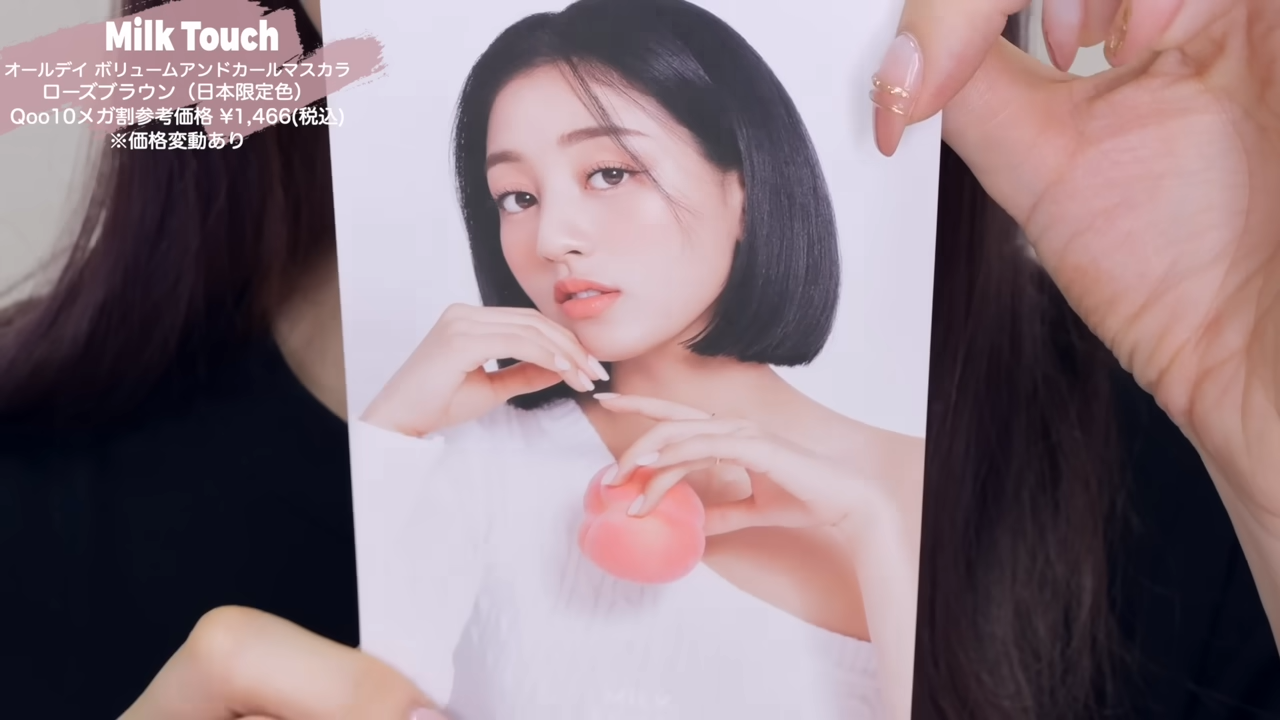 Milk Touch
オールデイ ボリュームアンドカールマスカラ
ローズブラウン（日本限定色）
Qoo10メガ割参考価格 ¥1,466(税込)
※価格変動あり